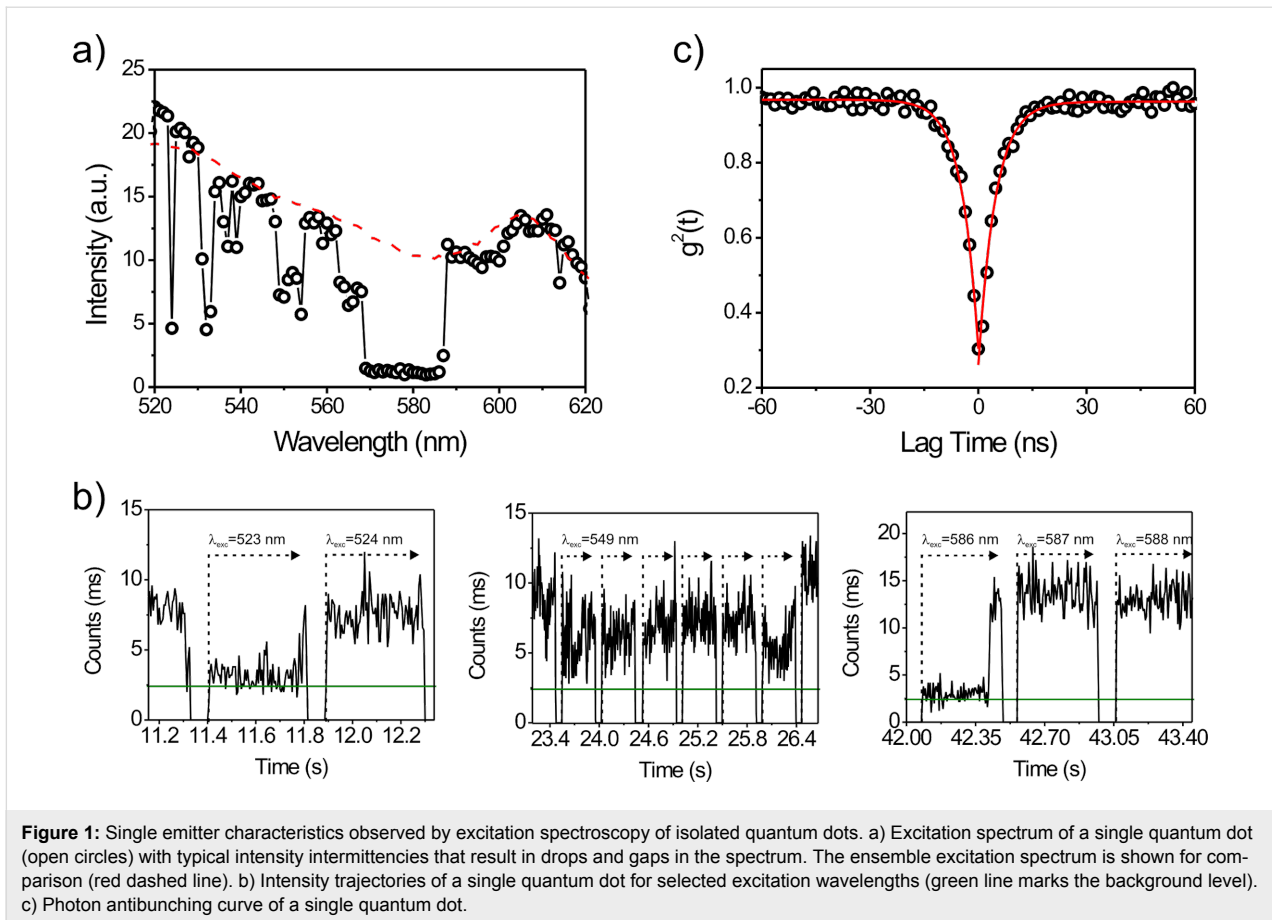 a)
25
20
15
10
5
0
Intensity (a.u.)
520 540 560 580 600 620
Wavelength (nm)
c)
1.0
0.8
0.6
0.4
0.2
g²(t)
-60 -30 0 30 60
Lag Time (ns)
b)
15
10
5
0
Counts (ms)
λexc=523 nm
λexc=524 nm
11.2 11.4 11.6 11.8 12.0 12.2
Time (s)
15
10
5
0
Counts (ms)
λexc=549 nm
23.4 24.0 24.6 25.2 25.8 26.4
Time (s)
20
15
10
5
0
Counts (ms)
λexc=586 nm
λexc=587 nm
λexc=588 nm
42.00 42.35 42.70 43.05 43.40
Time (s)
Figure 1: Single emitter characteristics observed by excitation spectroscopy of isolated quantum dots. a) Excitation spectrum of a single quantum dot
(open circles) with typical intensity intermittencies that result in drops and gaps in the spectrum. The ensemble excitation spectrum is shown for com-
parison (red dashed line). b) Intensity trajectories of a single quantum dot for selected excitation wavelengths (green line marks the background level).
c) Photon antibunching curve of a single quantum dot.